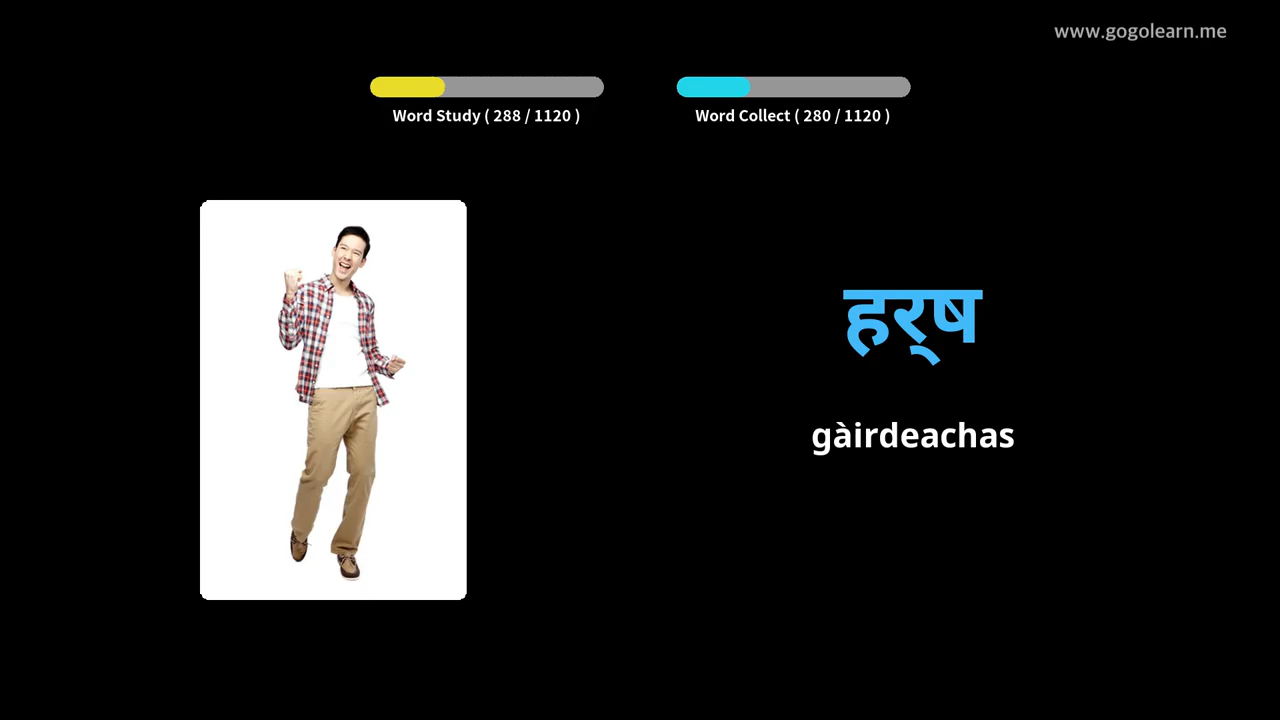 www.gogolearn.me
Word Study ( 288 / 1120 )
Word Collect ( 280 / 1120 )
हर्‌ष
gàirdeachas